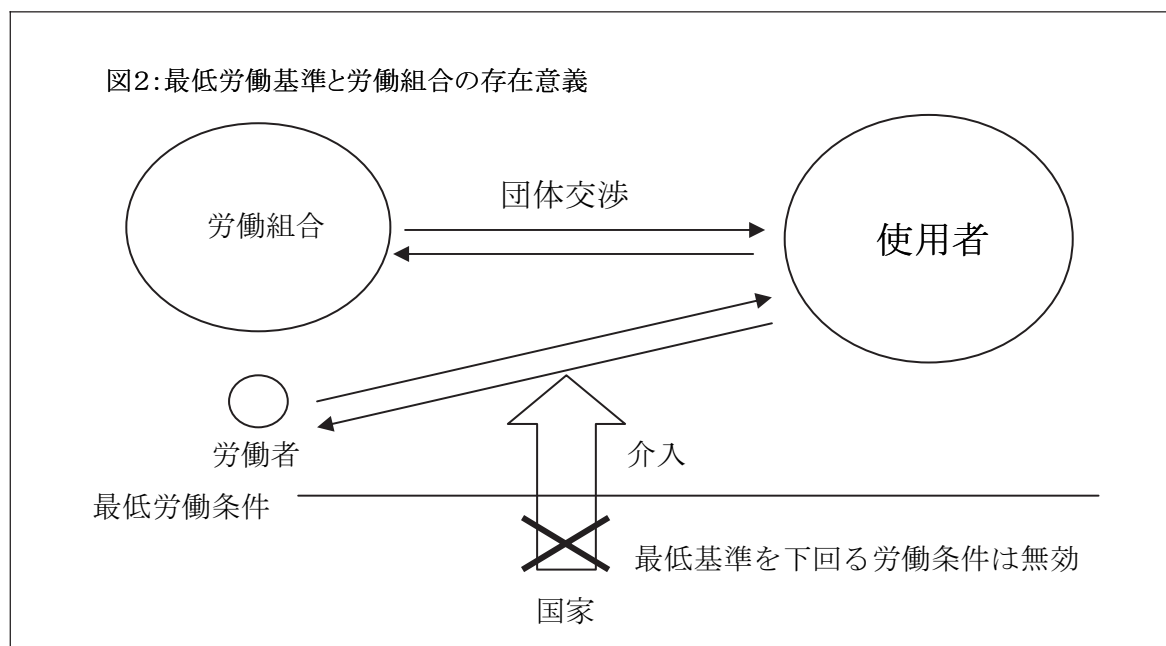 図2:最低労働基準と労働組合の存在意義
団体交渉
労働組合
使用者
労働者
介入
最低労働条件
最低基準を下回る労働条件は無効
国家